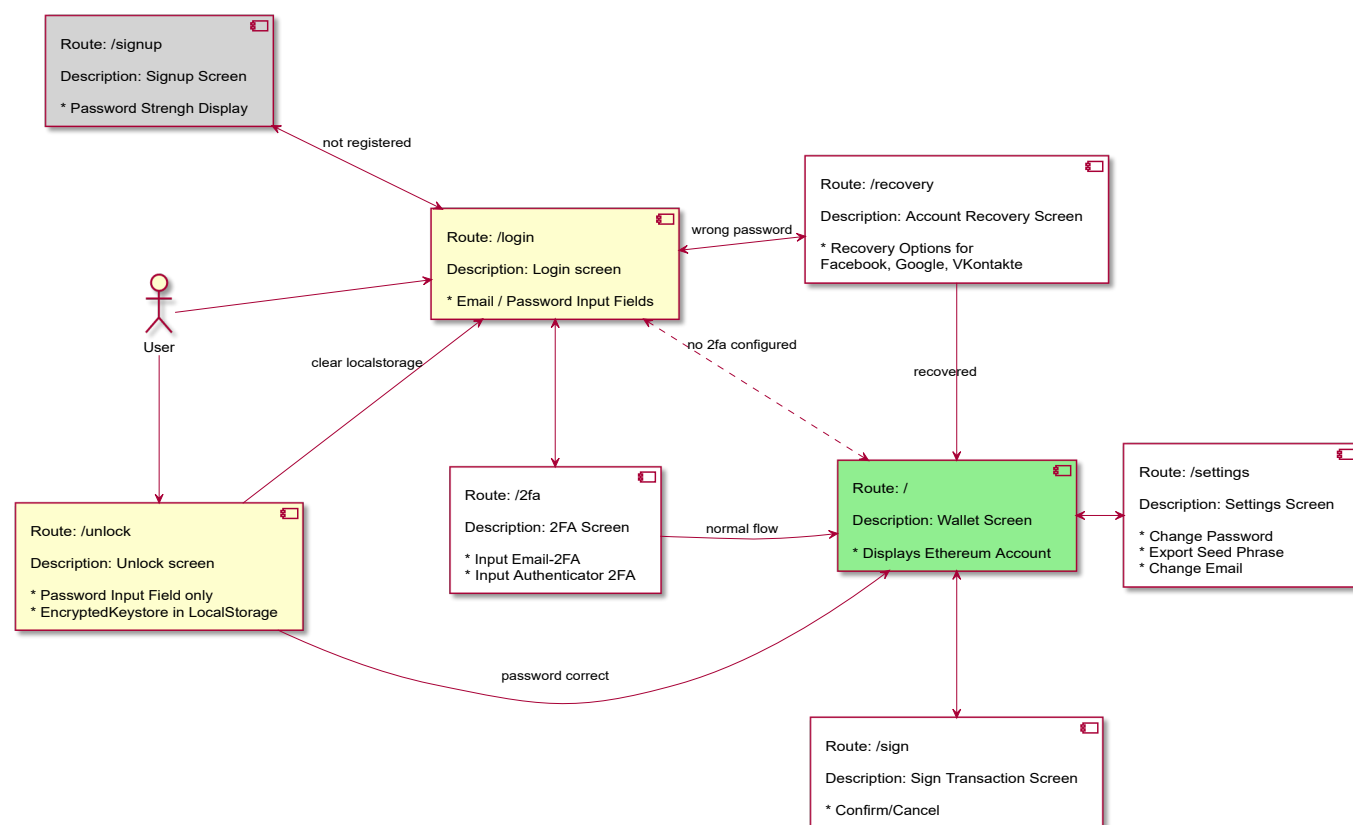 Route: /signup
Description: Signup Screen
* Password Strengh Display
not registered
Route: /recovery
Description: Account Recovery Screen
* Recovery Options for
Facebook, Google, VKontakte
wrong password
Route: /login
Description: Login screen
* Email / Password Input Fields
User
clear localstorage
no 2fa configured
recovered
Route: /unlock
Description: Unlock screen
* Password Input Field only
* EncryptedKeystore in LocalStorage
Route: /2fa
Description: 2FA Screen
* Input Email-2FA
* Input Authenticator 2FA
normal flow
Route: /
Description: Wallet Screen
* Displays Ethereum Account
Route: /settings
Description: Settings Screen
* Change Password
* Export Seed Phrase
* Change Email
password correct
Route: /sign
Description: Sign Transaction Screen
* Confirm/Cancel